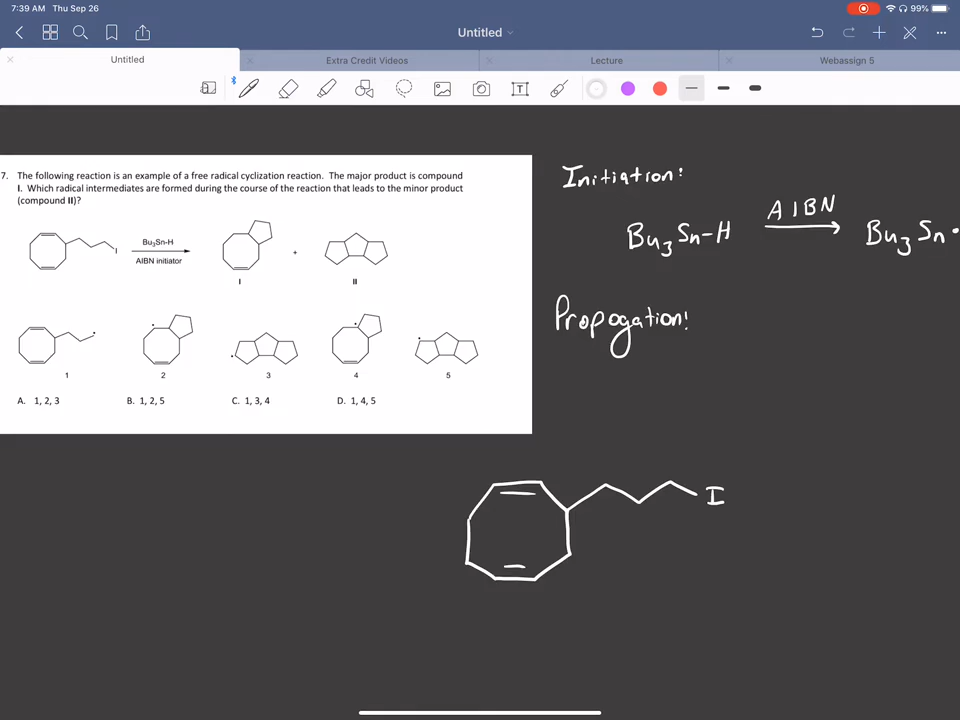 7:39 AM Thu Sep 26
99%
Untitled
Untitled
Extra Credit Videos
Lecture
Webassign 5
T
7. The following reaction is an example of a free radical cyclization reaction. The major product is compound
I. Which radical intermediates are formed during the course of the reaction that leads to the minor product
(compound II)?
Bu3Sn-H
AIBN initiator
I
+
I
II
1
2
3
4
5
A. 1, 2, 3
B. 1, 2, 5
C. 1, 3, 4
D. 1, 4, 5
Initiation:
Bu3Sn-H
AIBN
Bu3Sn•
Propogation:
I